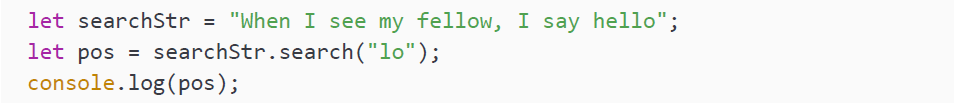 let searchStr = "When I see my fellow, I say hello";
let pos = searchStr.search("lo");
console.log(pos);